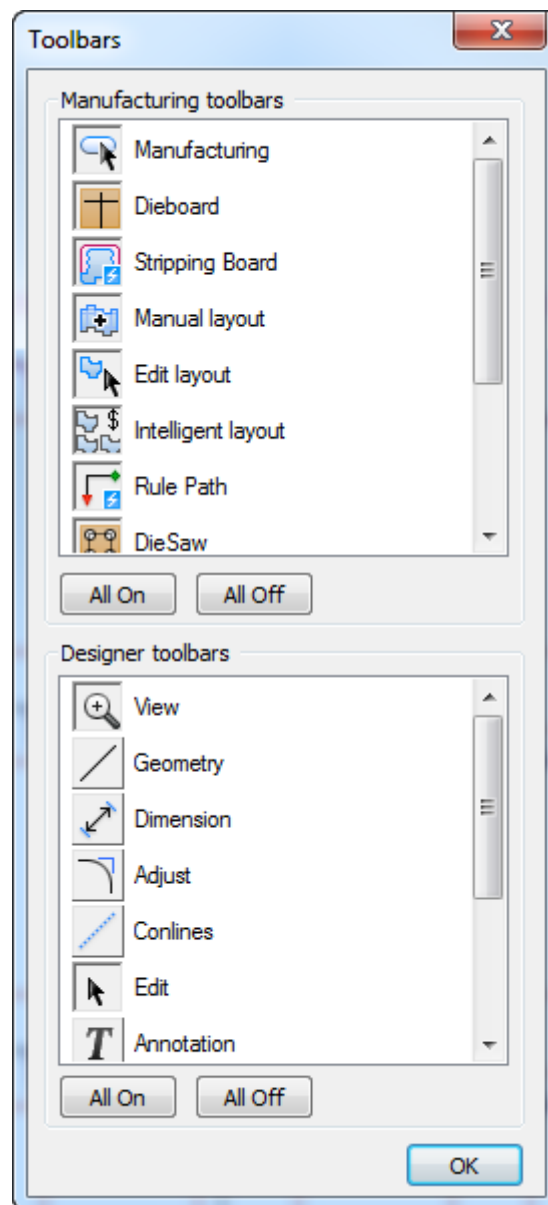 Toolbars
Manufacturing toolbars
Manufacturing
Dieboard
Stripping Board
Manual layout
Edit layout
$
Intelligent layout
Rule Path
DieSaw
All On All Off
Designer toolbars
View
Geometry
Dimension
Adjust
Conlines
Edit
T Annotation
All On All Off
OK